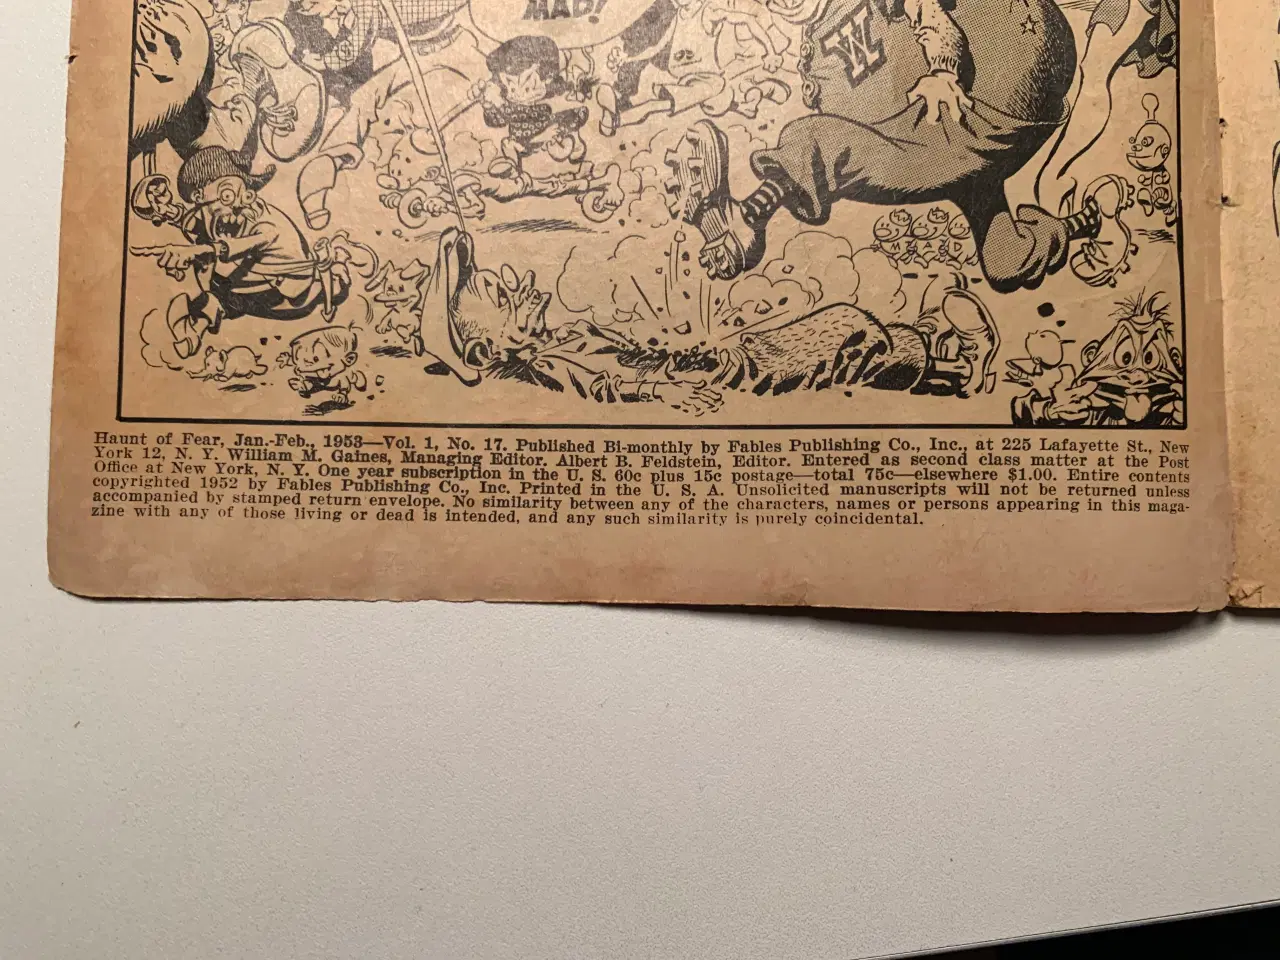 MAD!
W
M Z A D
Haunt of Fear, Jan.-Feb., 1953—Vol. 1, No. 17. Published Bi-monthly by Fables Publishing Co., Inc., at 225 Lafayette St., New
York 12, N. Y. William M. Gaines, Managing Editor. Albert B. Feldstein, Editor. Entered as second class matter at the Post
Office at New York, N. Y. One year subscription in the U. S. 60c plus 15c postage—total 75c—elsewhere $1.00. Entire contents
copyrighted 1952 by Fables Publishing Co., Inc. Printed in the U. S. A. Unsolicited manuscripts will not be returned unless
accompanied by stamped return envelope. No similarity between any of the characters, names or persons appearing in this maga-
zine with any of those living or dead is intended, and any such similarity is purely coincidental.